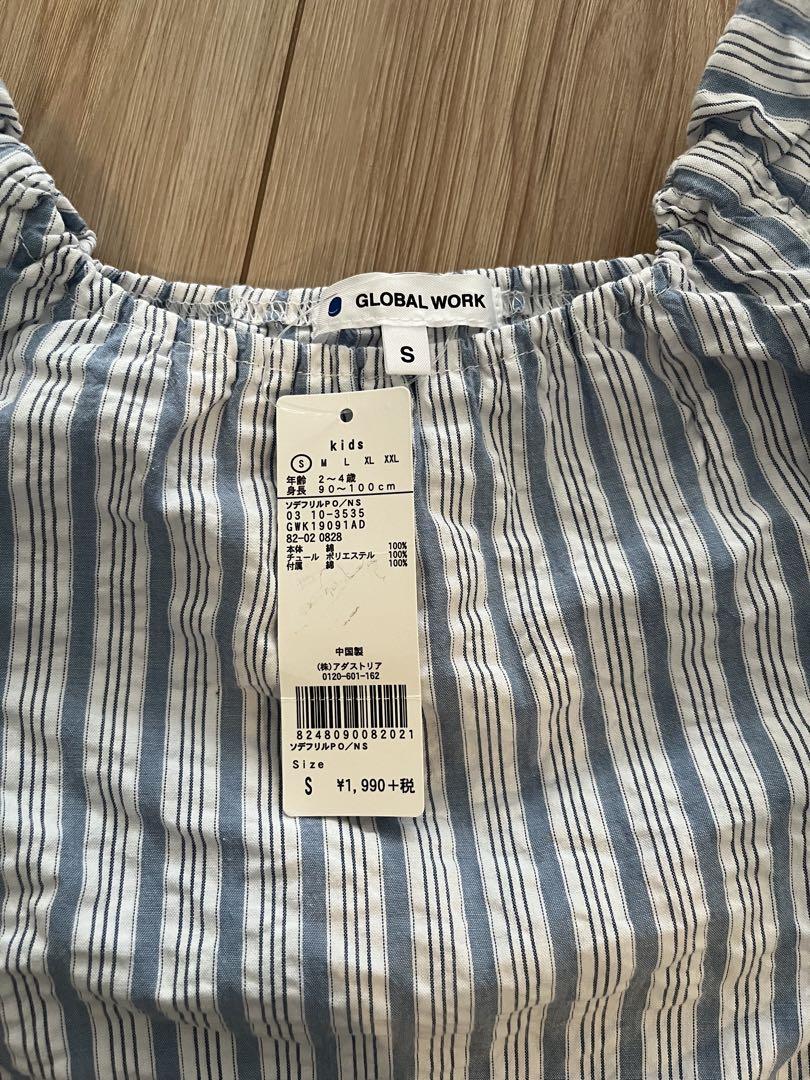 GLOBAL WORK
S
kids
S M L XL XXL
年齢 2～4歳
身長 90～100cm
ソデフリルPO/NS
03 10-3535
GWK19091AD
82-02 0828
本体 綿 100%
チュール ポリエステル 100%
付属 綿 100%
中国製
(株)アダストリア
0120-601-162
8248090082021
ソデフリルPO/NS
Size
S ¥1,990+税